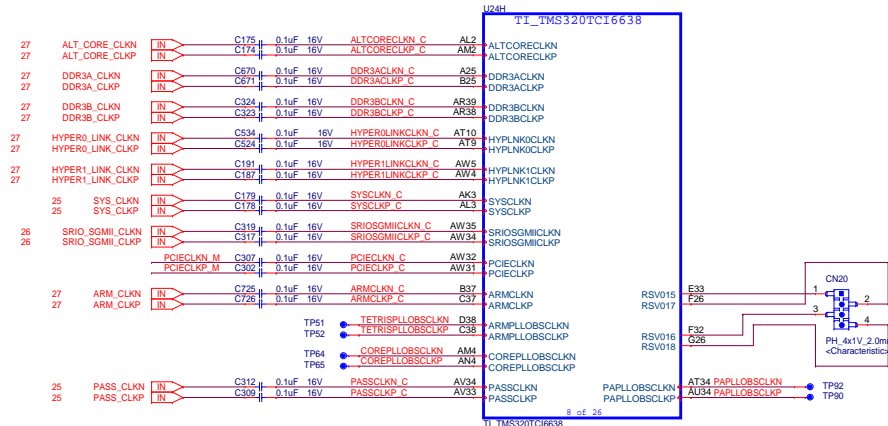 U24H
TI_TMS320TCI6638
27 ALT_CORE_CLKN IN C175 0.1uF 16V ALTCORECLKN_C AL2 ALTCORECLKN
27 ALT_CORE_CLKP IN C174 0.1uF 16V ALTCORECLKP_C AM2 ALTCORECLKP
27 DDR3A_CLKN IN C670 0.1uF 16V DDR3ACLKN_C A25 DDR3ACLKN
27 DDR3A_CLKP IN C671 0.1uF 16V DDR3ACLKP_C B25 DDR3ACLKP
27 DDR3B_CLKN IN C324 0.1uF 16V DDR3BCLKN_C AR39 DDR3BCLKN
27 DDR3B_CLKP IN C323 0.1uF 16V DDR3BCLKP_C AR38 DDR3BCLKP
27 HYPER0_LINK_CLKN IN C534 0.1uF 16V HYPER0LINKCLKN_C AT10 HYPLNK0CLKN
27 HYPER0_LINK_CLKP IN C524 0.1uF 16V HYPER0LINKCLKP_C AT9 HYPLNK0CLKP
27 HYPER1_LINK_CLKN IN C191 0.1uF 16V HYPER1LINKCLKN_C AW5 HYPLNK1CLKN
27 HYPER1_LINK_CLKP IN C187 0.1uF 16V HYPER1LINKCLKP_C AW4 HYPLNK1CLKP
25 SYS_CLKN IN C179 0.1uF 16V SYSCLKN_C AK3 SYSCLKN
25 SYS_CLKP IN C178 0.1uF 16V SYSCLKP_C AL3 SYSCLKP
26 SRIO_SGMII_CLKN IN C319 0.1uF 16V SRIOSGMIICLKN_C AW35 SRIOSGMIICLKN
26 SRIO_SGMII_CLKP IN C317 0.1uF 16V SRIOSGMIICLKP_C AW34 SRIOSGMIICLKP
PCIECLKN_M C307 0.1uF 16V PCIECLKN_C AW32 PCIECLKN
PCIECLKP_M C302 0.1uF 16V PCIECLKP_C AW31 PCIECLKP
CN20
27 ARM_CLKN IN C725 0.1uF 16V ARMCLKN_C B37 ARMCLKN RSV015 E33 1
27 ARM_CLKP IN C726 0.1uF 16V ARMCLKP_C C37 ARMCLKP RSV017 F26 2
TP51 TETRISPLLOBSCLKN D38 ARMPLLOBSCLKN 3
TP52 TETRISPLLOBSCLKP C38 ARMPLLOBSCLKP RSV016 F32 4
RSV018 G26 PH_4x1V_2.0m
TP64 COREPLLOBSCLKN AM4 COREPLLOBSCLKN <Characteristic>
TP65 COREPLLOBSCLKP AN4 COREPLLOBSCLKP
25 PASS_CLKN IN C312 0.1uF 16V PASSCLKN_C AV34 PASSCLKN PAPLLOBSCLKN AT34 PAPLLOBSCLKN TP92
25 PASS_CLKP IN C309 0.1uF 16V PASSCLKP_C AV33 PASSCLKP PAPLLOBSCLKP AU34 PAPLLOBSCLKP TP90
8 of 26
TI_TMS320TCI6638